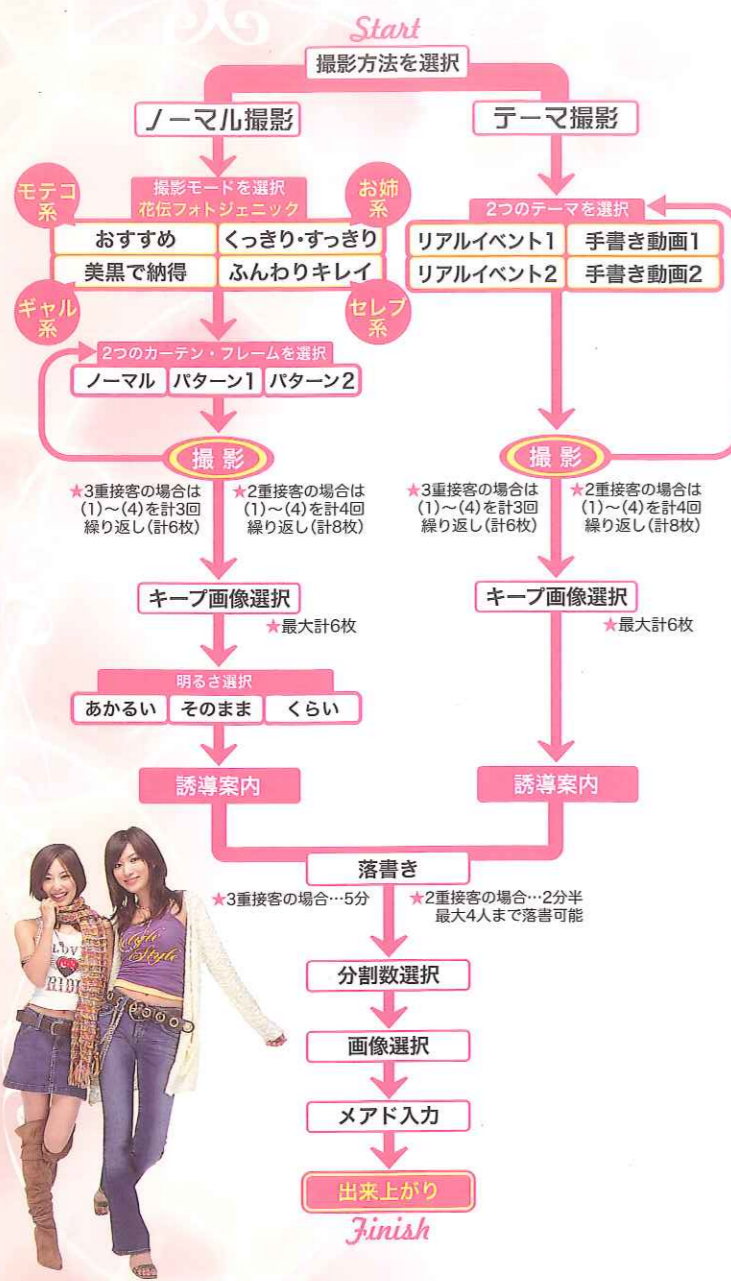 Start
撮影方法を選択
ノーマル撮影
テーマ撮影
モテコ系
撮影モードを選択
花伝フォトジェニック
お姉系
おすすめ
くっきり・すっきり
美黒で納得
ふんわりキレイ
ギャル系
セレブ系
2つのテーマを選択
リアルイベント1
手書き動画1
リアルイベント2
手書き動画2
2つのカーテン・フレームを選択
ノーマル
パターン1
パターン2
撮影
★3重接客の場合は
(1)~(4)を計3回
繰り返し(計6枚)
★2重接客の場合は
(1)~(4)を計4回
繰り返し(計8枚)
撮影
★3重接客の場合は
(1)~(4)を計3回
繰り返し(計6枚)
★2重接客の場合は
(1)~(4)を計4回
繰り返し(計8枚)
キープ画像選択
★最大計6枚
キープ画像選択
★最大計6枚
明るさ選択
あかるい
そのまま
くらい
誘導案内
誘導案内
落書き
★3重接客の場合…5分
★2重接客の場合…2分半
最大4人まで落書可能
LOVE
RIDE
Style
分割数選択
画像選択
メアド入力
出来上がり
Finish